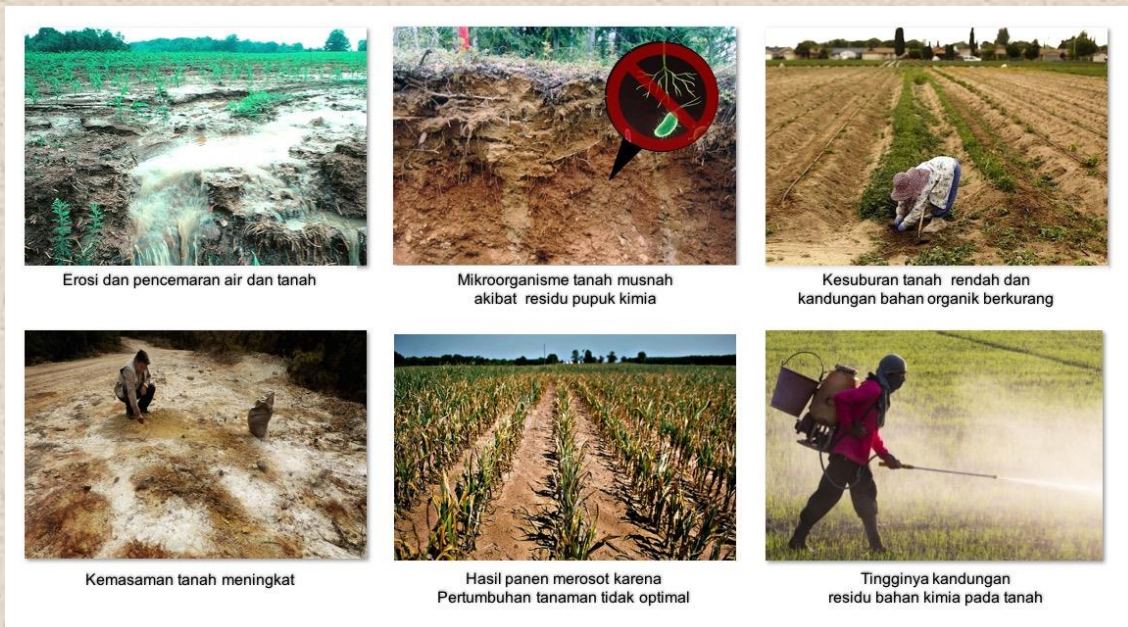 Erosi dan pencemaran air dan tanah
Mikroorganisme tanah musnah
akibat residu pupuk kimia
Kesuburan tanah rendah dan
kandungan bahan organik berkurang
Kemasaman tanah meningkat
Hasil panen merosot karena
Pertumbuhan tanaman tidak optimal
Tingginya kandungan
residu bahan kimia pada tanah